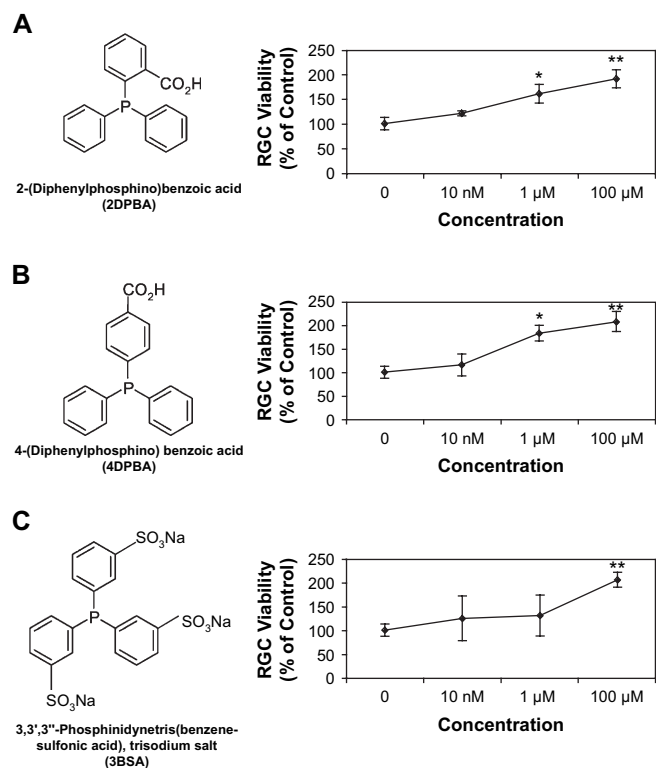 A
CO₂H
P
2-(Diphenylphosphino)benzoic acid
(2DPBA)
RGC Viability
(% of Control)
250
200
150
100
50
0
*
**
0 10 nM 1 µM 100 µM
Concentration
B
CO₂H
P
4-(Diphenylphosphino) benzoic acid
(4DPBA)
RGC Viability
(% of Control)
250
200
150
100
50
0
*
**
0 10 nM 1 µM 100 µM
Concentration
C
SO₃Na
P
SO₃Na
SO₃Na
3,3',3"-Phosphinidynetris(benzene-
sulfonic acid), trisodium salt
(3BSA)
RGC Viability
(% of Control)
250
200
150
100
50
0
**
0 10 nM 1 µM 100 µM
Concentration